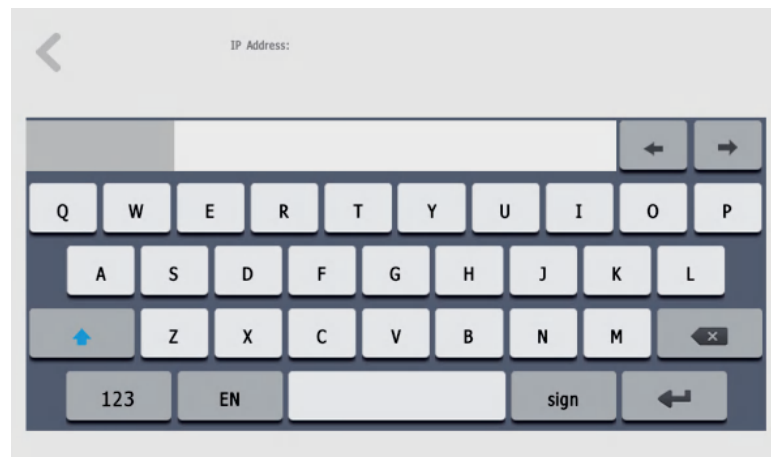 IP Address:
Q W E R T Y U I O P
A S D F G H J K L
Z X C V B N M
123 EN sign